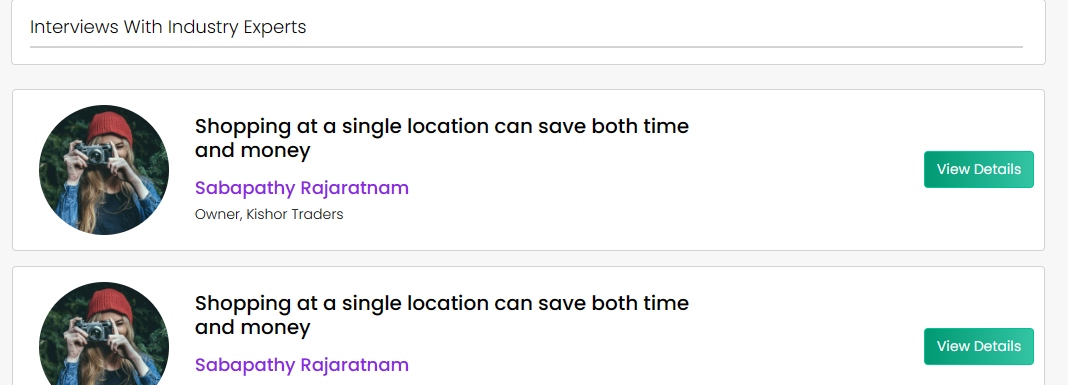 Interviews With Industry Experts
Shopping at a single location can save both time
and money
Sabapathy Rajaratnam
Owner, Kishor Traders
View Details
Shopping at a single location can save both time
and money
Sabapathy Rajaratnam
View Details